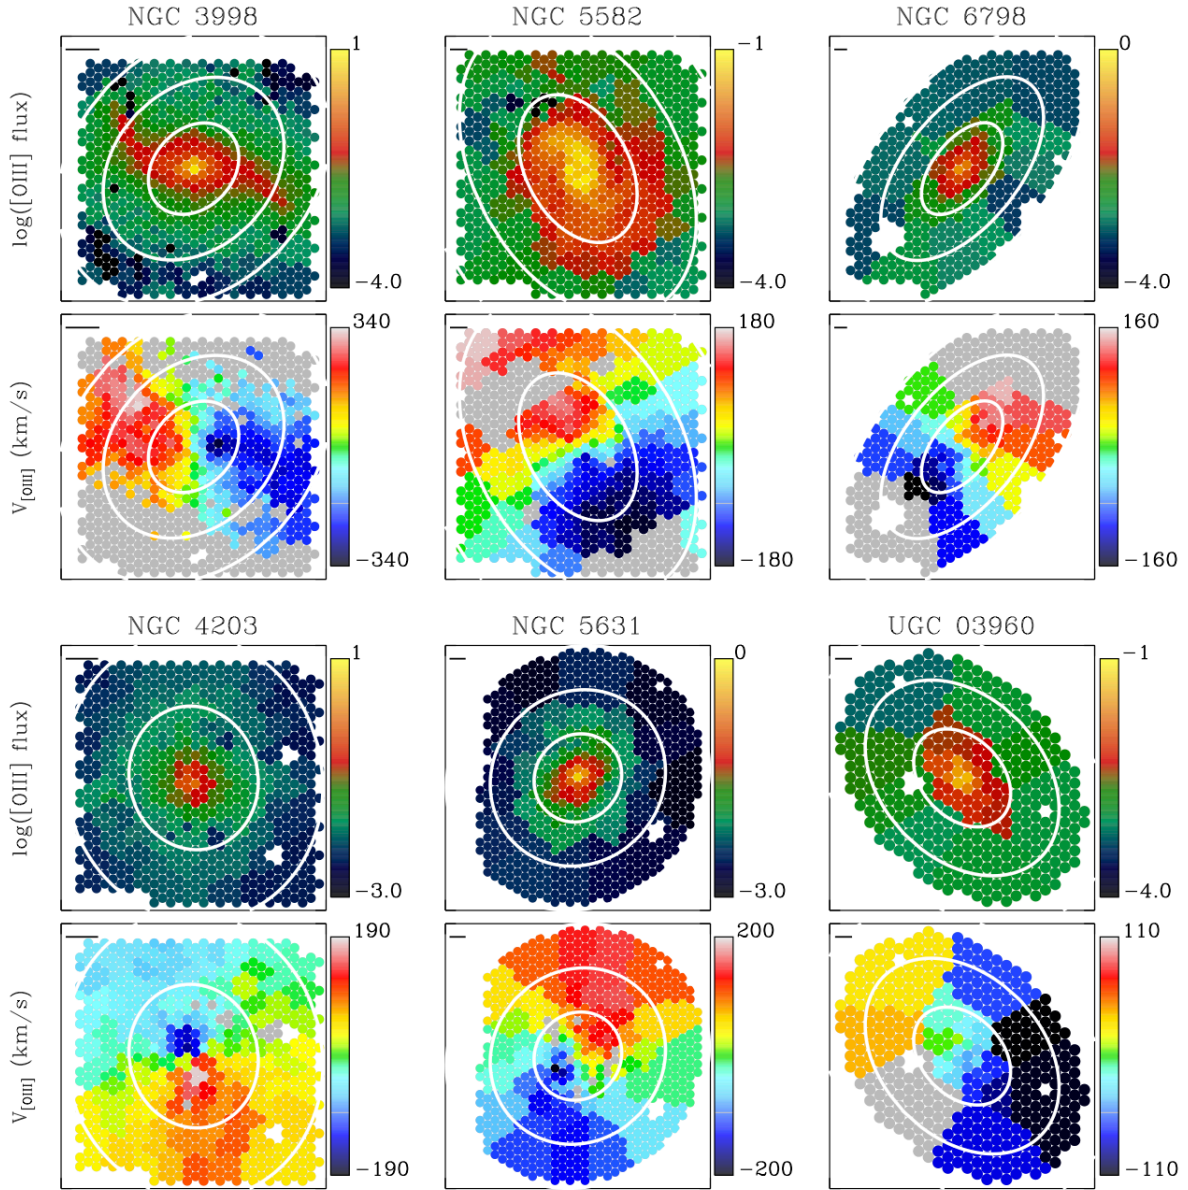 NGC 3998 NGC 5582 NGC 6798
log([OIII] flux) 1 -1 0
-4.0 -4.0 -4.0
V[OIII] (km/s) 340 180 160
-340 -180 -160
NGC 4203 NGC 5631 UGC 03960
log([OIII] flux) 1 0 -1
-3.0 -3.0 -4.0
V[OIII] (km/s) 190 200 110
-190 -200 -110